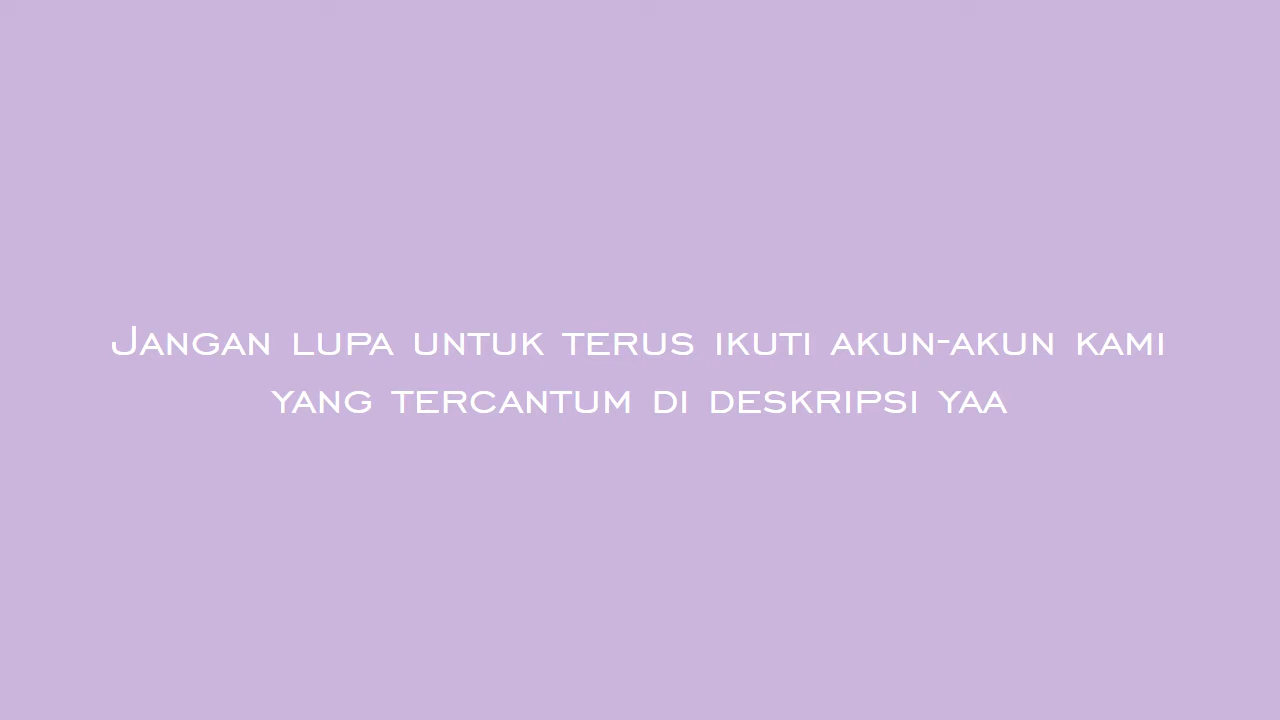 Jangan lupa untuk terus ikuti akun-akun kami
yang tercantum di deskripsi yaa